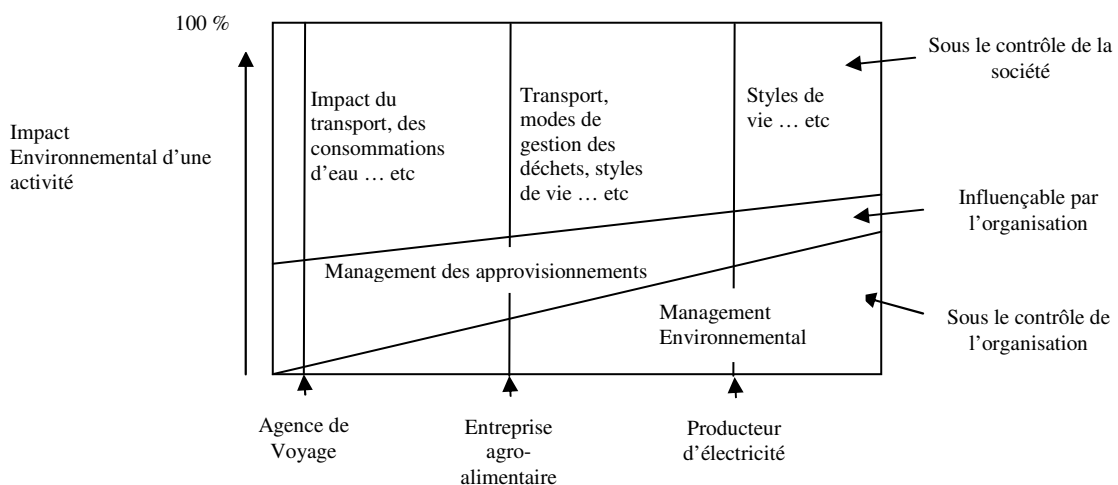 100 %
Impact
Environnemental d'une
activité
Impact du
transport, des
consommations
d'eau … etc
Transport,
modes de
gestion des
déchets, styles
de vie … etc
Styles de
vie … etc
Sous le contrôle de la
société
Influençable par
l'organisation
Management des approvisionnements
Management
Environnemental
Sous le contrôle de
l'organisation
Agence de
Voyage
Entreprise
agro-
alimentaire
Producteur
d'électricité